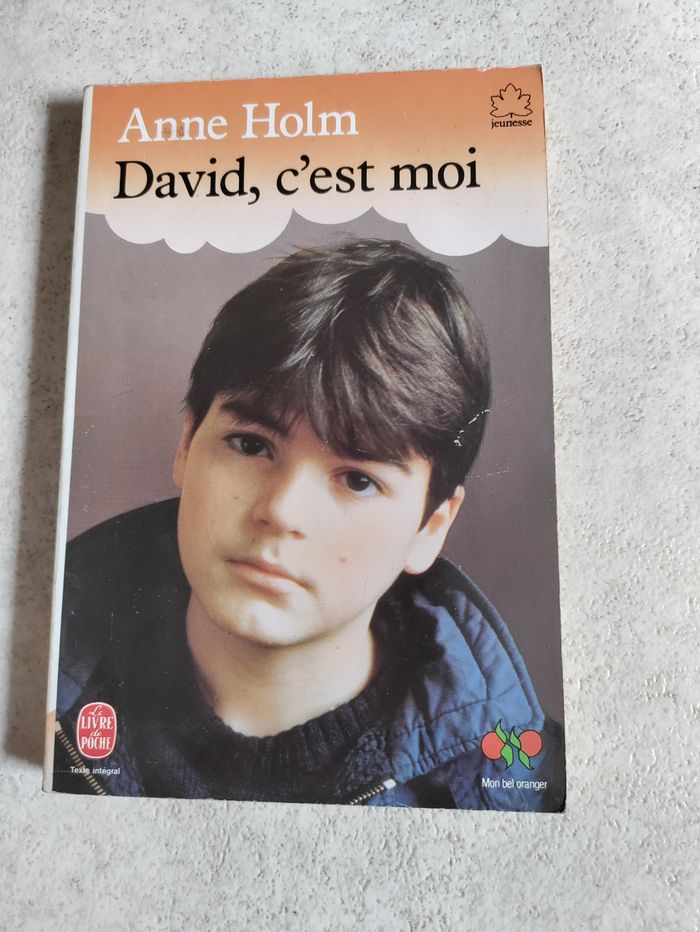 Anne Holm
jeunesse
David, c'est moi
Le
LIVRE
de
POCHE
Texte intégral
Mon bel oranger